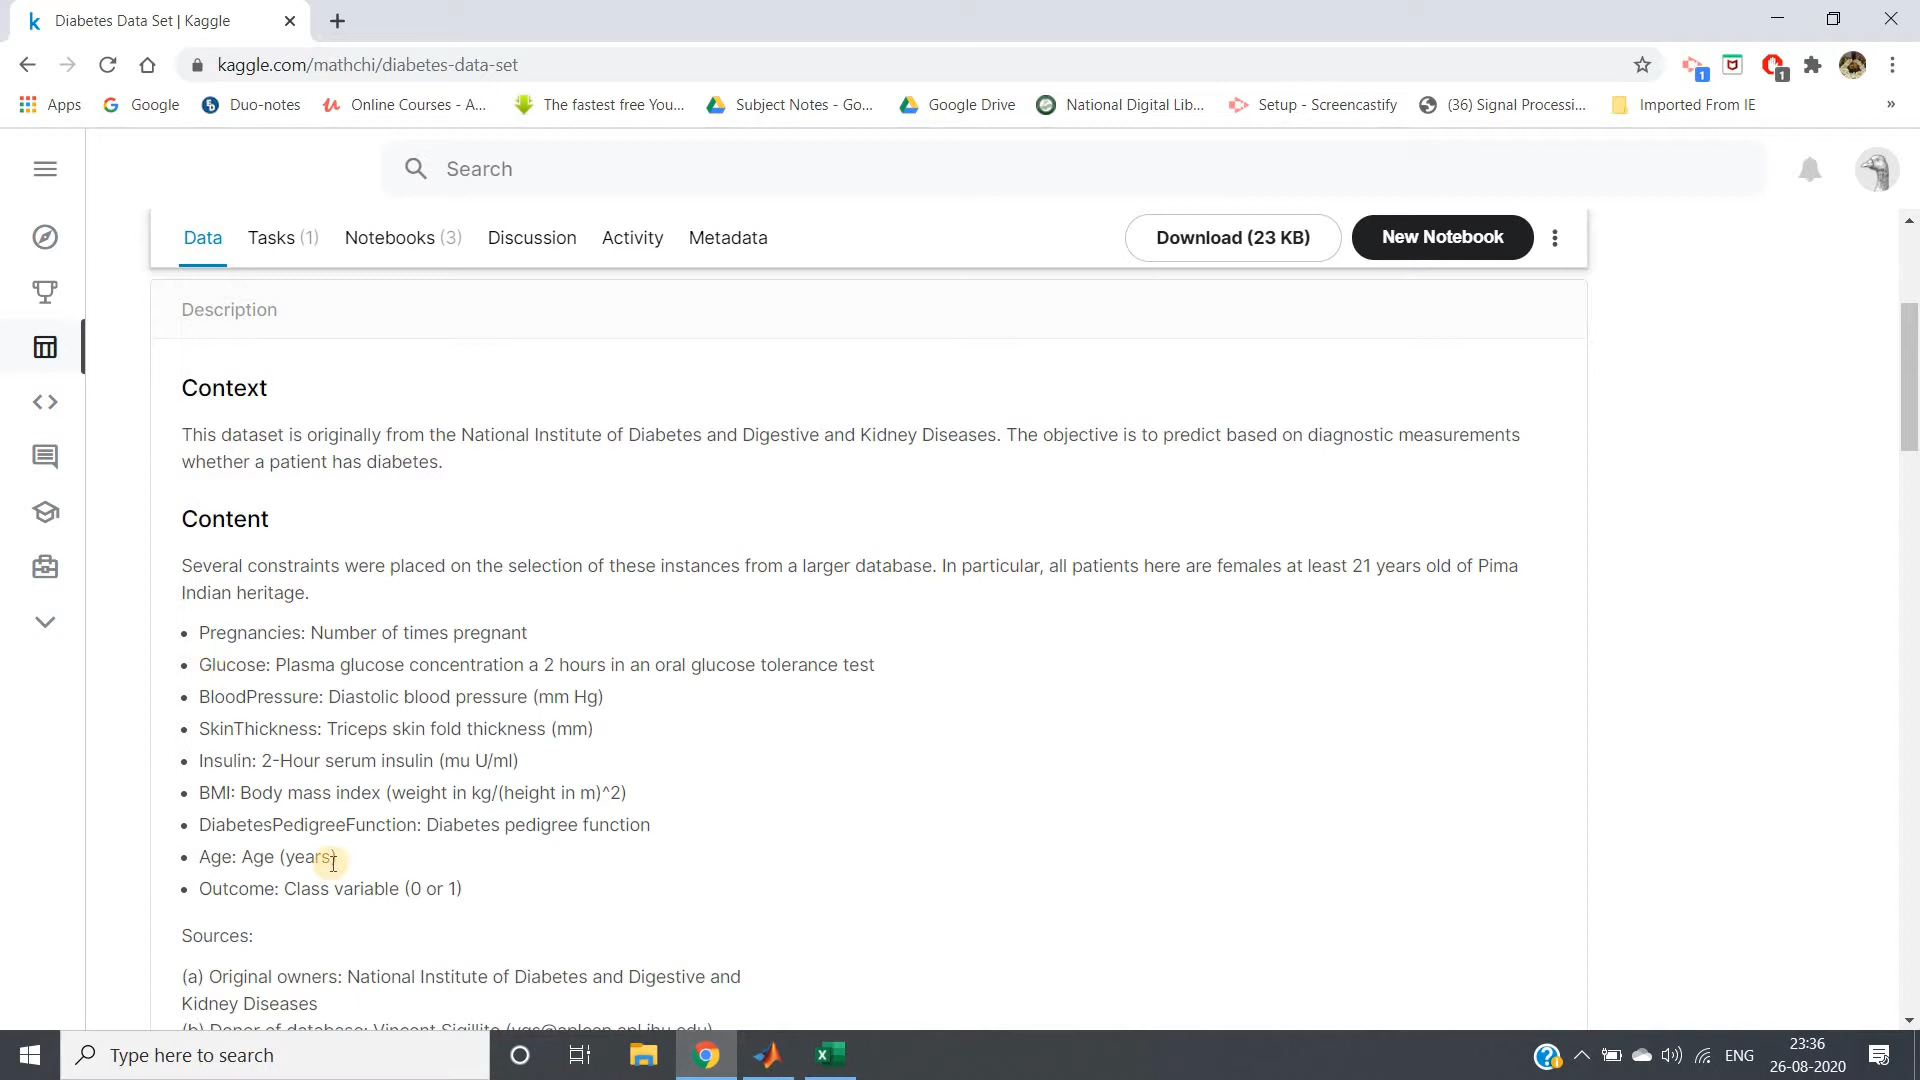 Diabetes Data Set | Kaggle
kaggle.com/mathchi/diabetes-data-set
1
1
Apps
Google
Duo-notes
Online Courses - A...
The fastest free You...
Subject Notes - Go...
Google Drive
National Digital Lib...
Setup - Screencastify
(36) Signal Processi...
Imported From IE
»
Search
Data
Tasks (1)
Notebooks (3)
Discussion
Activity
Metadata
Download (23 KB)
New Notebook
Description
Context
This dataset is originally from the National Institute of Diabetes and Digestive and Kidney Diseases. The objective is to predict based on diagnostic measurements
whether a patient has diabetes.
Content
Several constraints were placed on the selection of these instances from a larger database. In particular, all patients here are females at least 21 years old of Pima
Indian heritage.
• Pregnancies: Number of times pregnant
• Glucose: Plasma glucose concentration a 2 hours in an oral glucose tolerance test
• BloodPressure: Diastolic blood pressure (mm Hg)
• SkinThickness: Triceps skin fold thickness (mm)
• Insulin: 2-Hour serum insulin (mu U/ml)
• BMI: Body mass index (weight in kg/(height in m)^2)
• DiabetesPedigreeFunction: Diabetes pedigree function
• Age: Age (years)
• Outcome: Class variable (0 or 1)
Sources:
(a) Original owners: National Institute of Diabetes and Digestive and
Kidney Diseases
(b) Donor of database: Vincent Sigillito
Type here to search
ENG
23:36
26-08-2020